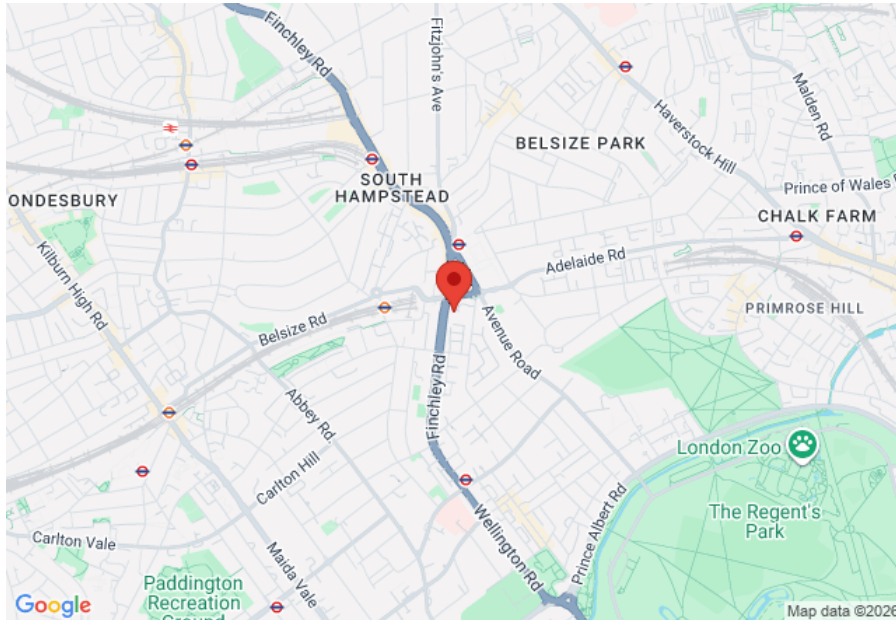 Finchley Rd
Fitzjohn's Ave
Malden Rd
Haverstock Hill
BELSIZE PARK
SOUTH
HAMPSTEAD
ONDESBURY
Prince of Wales
CHALK FARM
Kilburn High Rd
Adelaide Rd
PRIMROSE HILL
Belsize Rd
Avenue Road
Finchley Rd
Abbey Rd.
London Zoo
Carlton Hill
Prince Albert Rd
The Regent's
Park
Wellington Rd
Carlton Vale
Maida Vale
Paddington
Recreation
Ground
Google
Map data ©2026